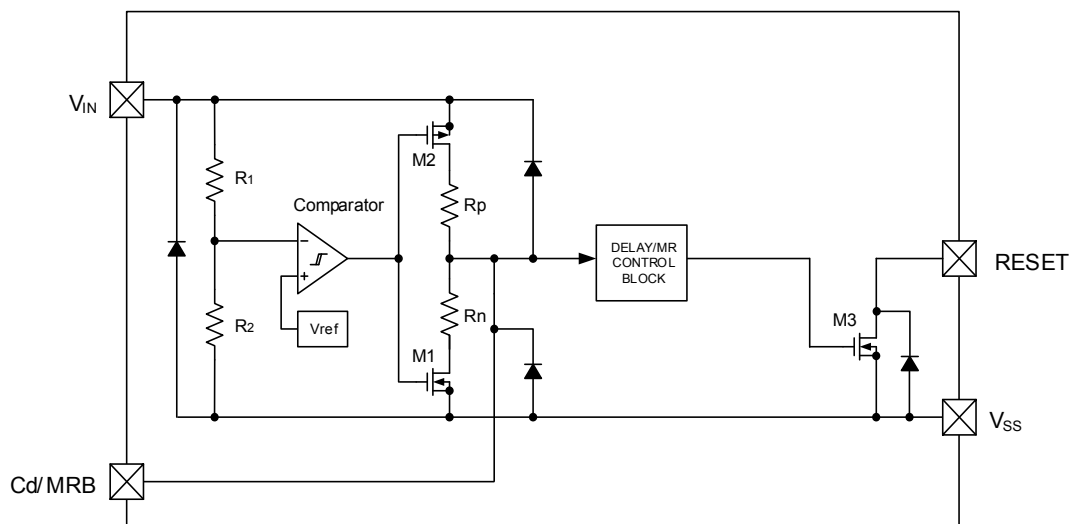 VIN
M2
R1
Comparator
Rp
−
DELAY/MR
CONTROL
BLOCK
RESET
+
R2
Vref
Rn
M3
M1
VSS
Cd/MRB